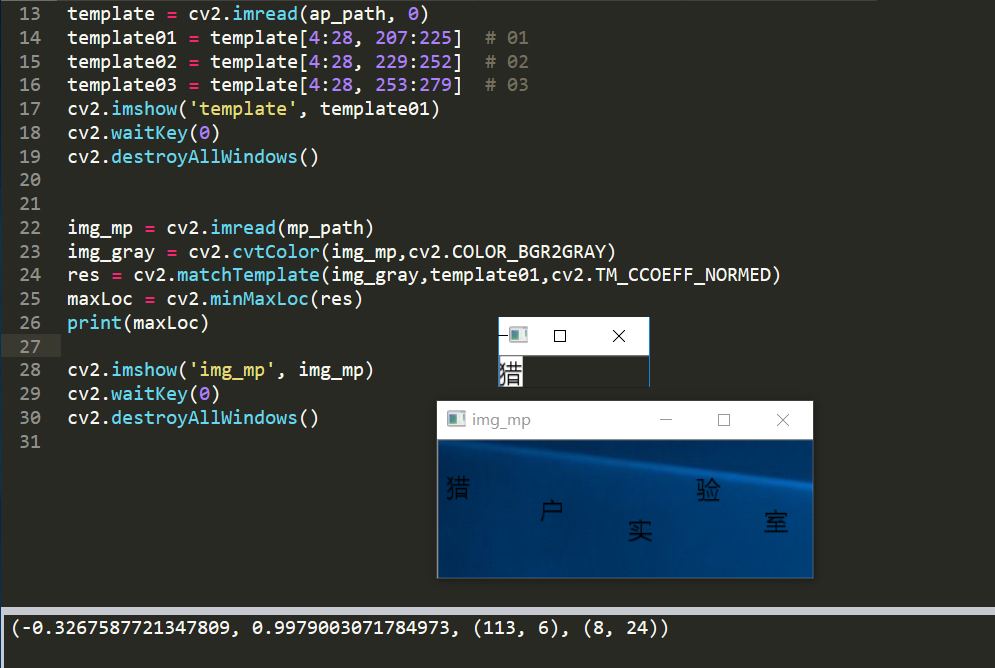 13 template = cv2.imread(ap_path, 0)
14 template01 = template[4:28, 207:225]  # 01
15 template02 = template[4:28, 229:252]  # 02
16 template03 = template[4:28, 253:279]  # 03
17 cv2.imshow('template', template01)
18 cv2.waitKey(0)
19 cv2.destroyAllWindows()
20
21
22 img_mp = cv2.imread(mp_path)
23 img_gray = cv2.cvtColor(img_mp,cv2.COLOR_BGR2GRAY)
24 res = cv2.matchTemplate(img_gray,template01,cv2.TM_CCOEFF_NORMED)
25 maxLoc = cv2.minMaxLoc(res)
26 print(maxLoc)
27
28 cv2.imshow('img_mp', img_mp)
29 cv2.waitKey(0)
30 cv2.destroyAllWindows()
31
猎
img_mp
猎 户 实 验 室
(-0.3267587721347809, 0.9979003071784973, (113, 6), (8, 24))